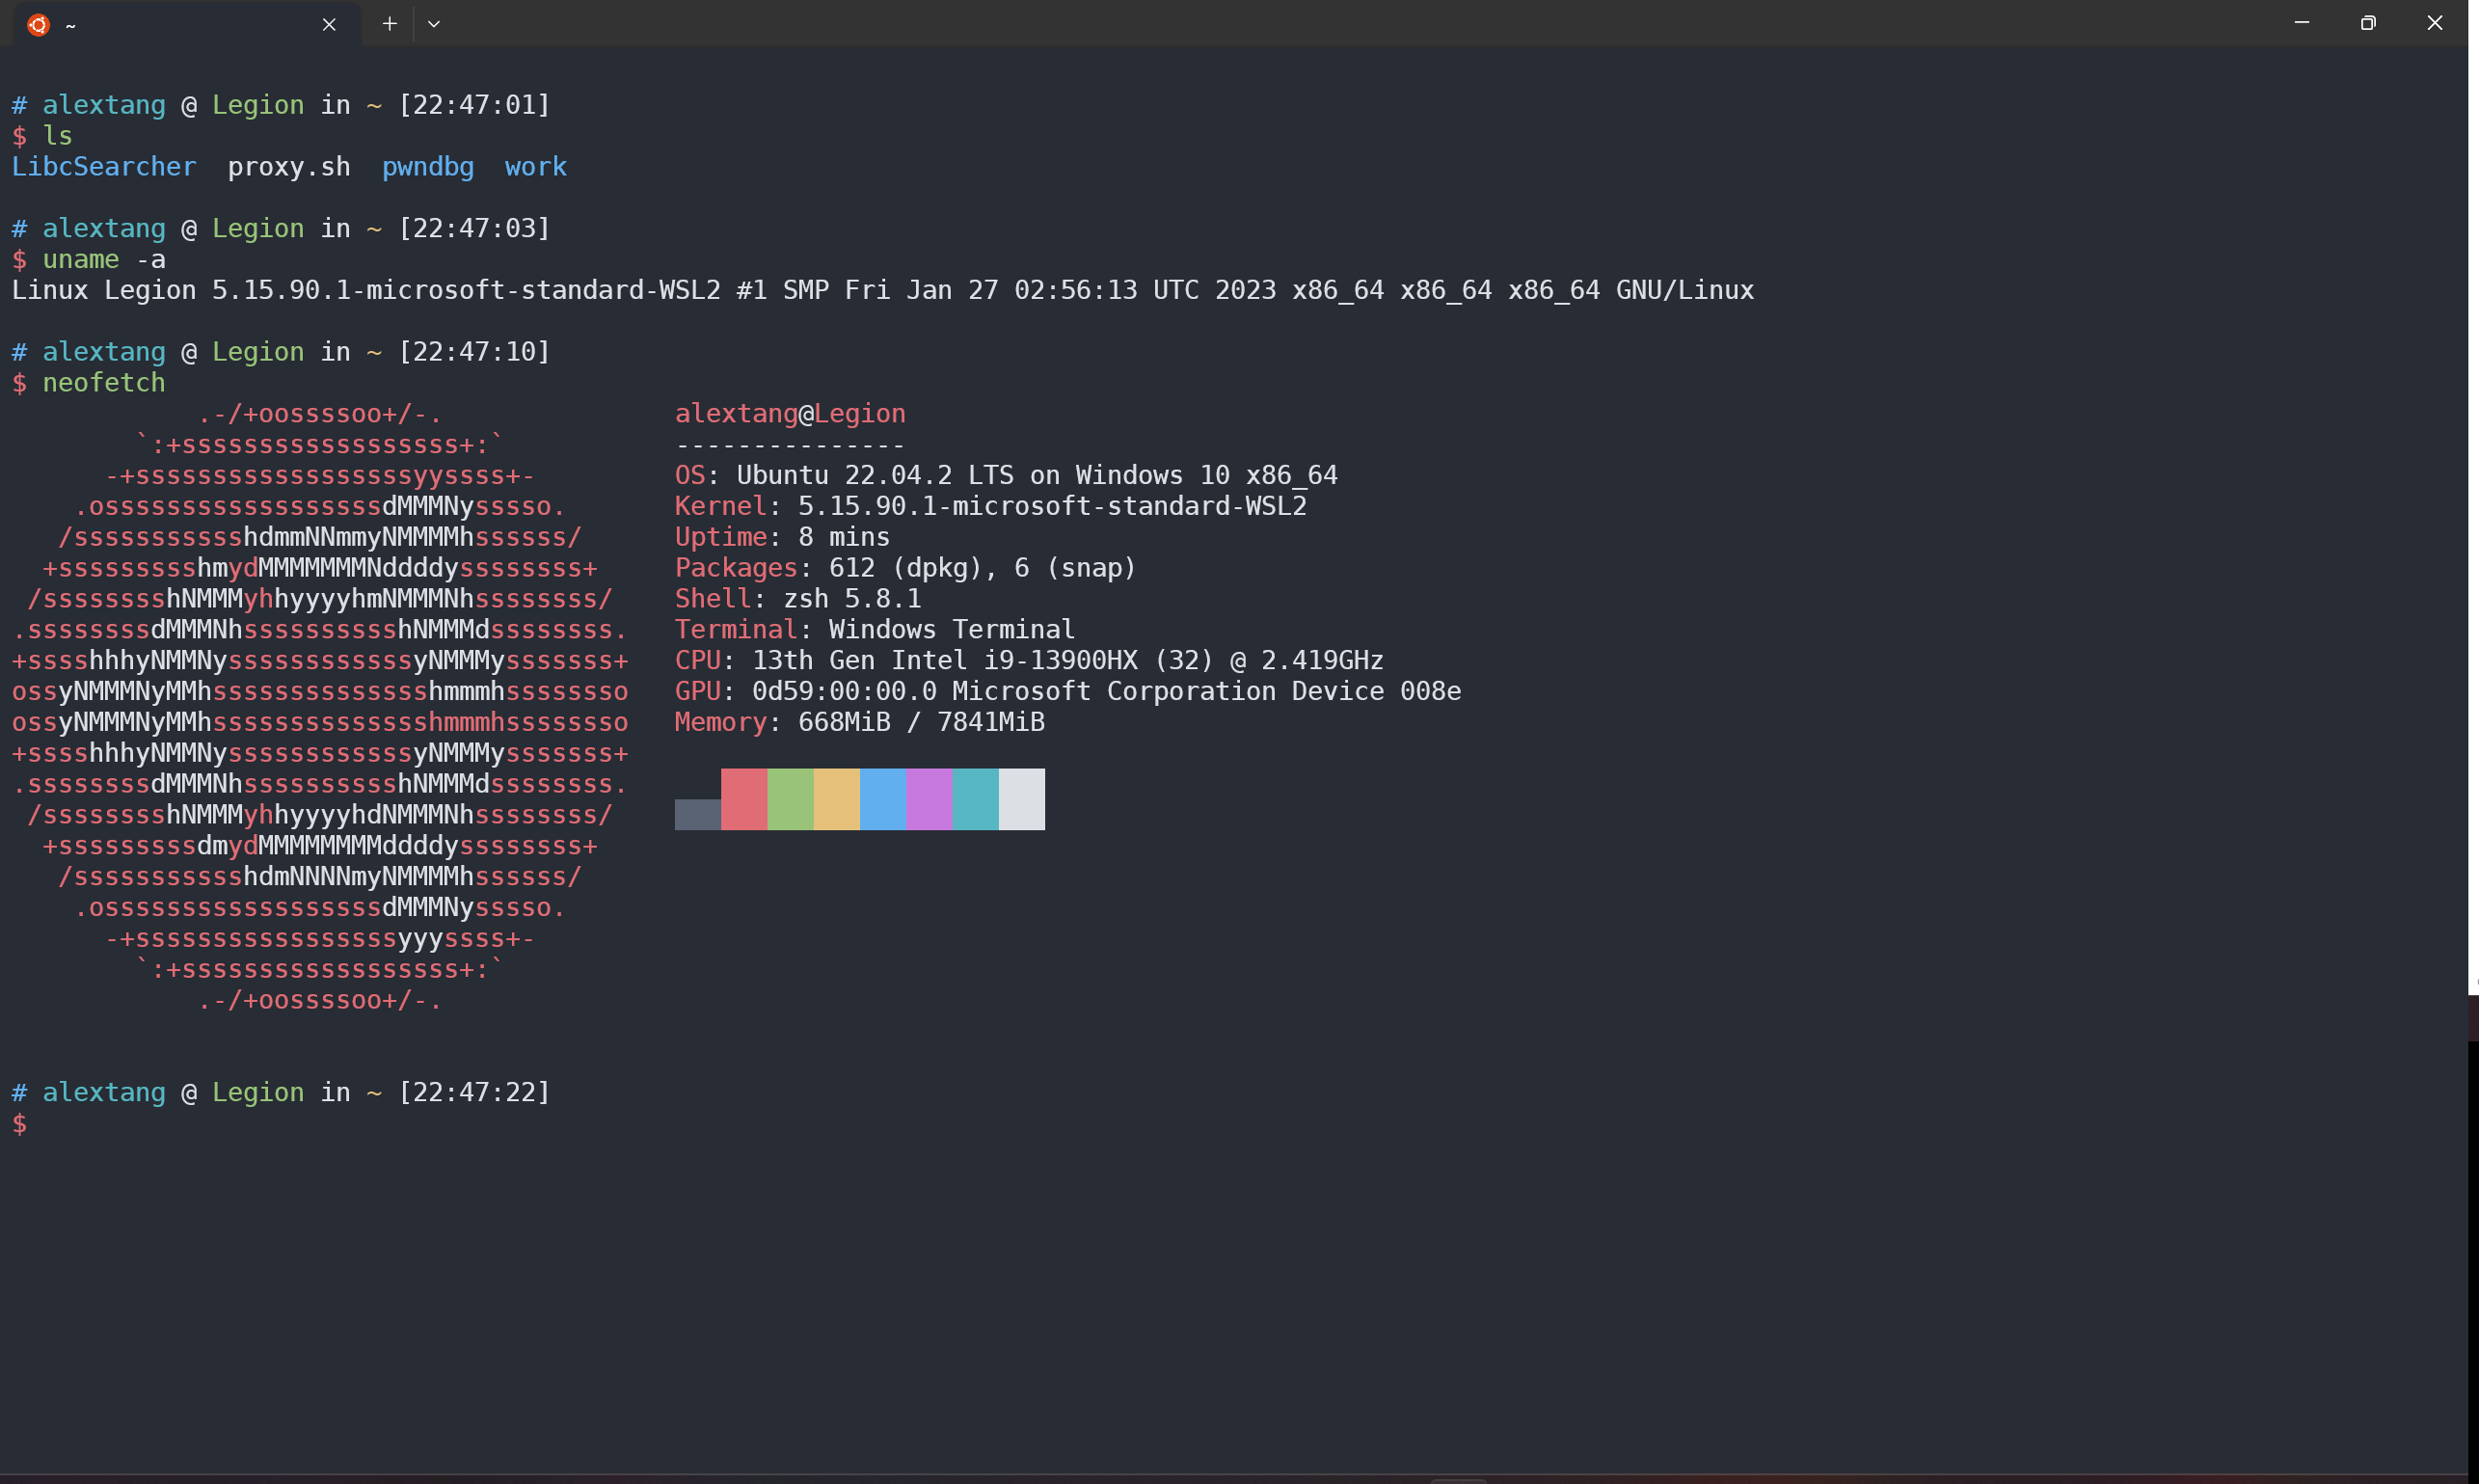 ~
# alextang @ Legion in ~ [22:47:01]
$ ls
LibcSearcher  proxy.sh  pwndbg  work
# alextang @ Legion in ~ [22:47:03]
$ uname -a
Linux Legion 5.15.90.1-microsoft-standard-WSL2 #1 SMP Fri Jan 27 02:56:13 UTC 2023 x86_64 x86_64 x86_64 GNU/Linux
# alextang @ Legion in ~ [22:47:10]
$ neofetch
            .-/+oossssoo+/-.               alextang@Legion
        `:+ssssssssssssssssss+:`           ---------------
      -+ssssssssssssssssssyyssss+-         OS: Ubuntu 22.04.2 LTS on Windows 10 x86_64
    .ossssssssssssssssssdMMMNysssso.       Kernel: 5.15.90.1-microsoft-standard-WSL2
   /ssssssssssshdmmNNmmyNMMMMhssssss/      Uptime: 8 mins
  +ssssssssshmydMMMMMMMNddddyssssssss+     Packages: 612 (dpkg), 6 (snap)
 /sssssssshNMMMyhhyyyyhmNMMMNhssssssss/    Shell: zsh 5.8.1
.ssssssssdMMMNhsssssssssshNMMMdssssssss.   Terminal: Windows Terminal
+sssshhhyNMMNyssssssssssssyNMMMysssssss+   CPU: 13th Gen Intel i9-13900HX (32) @ 2.419GHz
ossyNMMMNyMMhsssssssssssssshmmmhssssssso   GPU: 0d59:00:00.0 Microsoft Corporation Device 008e
ossyNMMMNyMMhsssssssssssssshmmmhssssssso   Memory: 668MiB / 7841MiB
+sssshhhyNMMNyssssssssssssyNMMMysssssss+
.ssssssssdMMMNhsssssssssshNMMMdssssssss.
 /sssssssshNMMMyhhyyyyhdNMMMNhssssssss/
  +sssssssssdmydMMMMMMMMddddyssssssss+
   /ssssssssssshdmNNNNmyNMMMMhssssss/
    .ossssssssssssssssssdMMMNysssso.
      -+sssssssssssssssssyyyssss+-
        `:+ssssssssssssssssss+:`
            .-/+oossssoo+/-.
# alextang @ Legion in ~ [22:47:22]
$